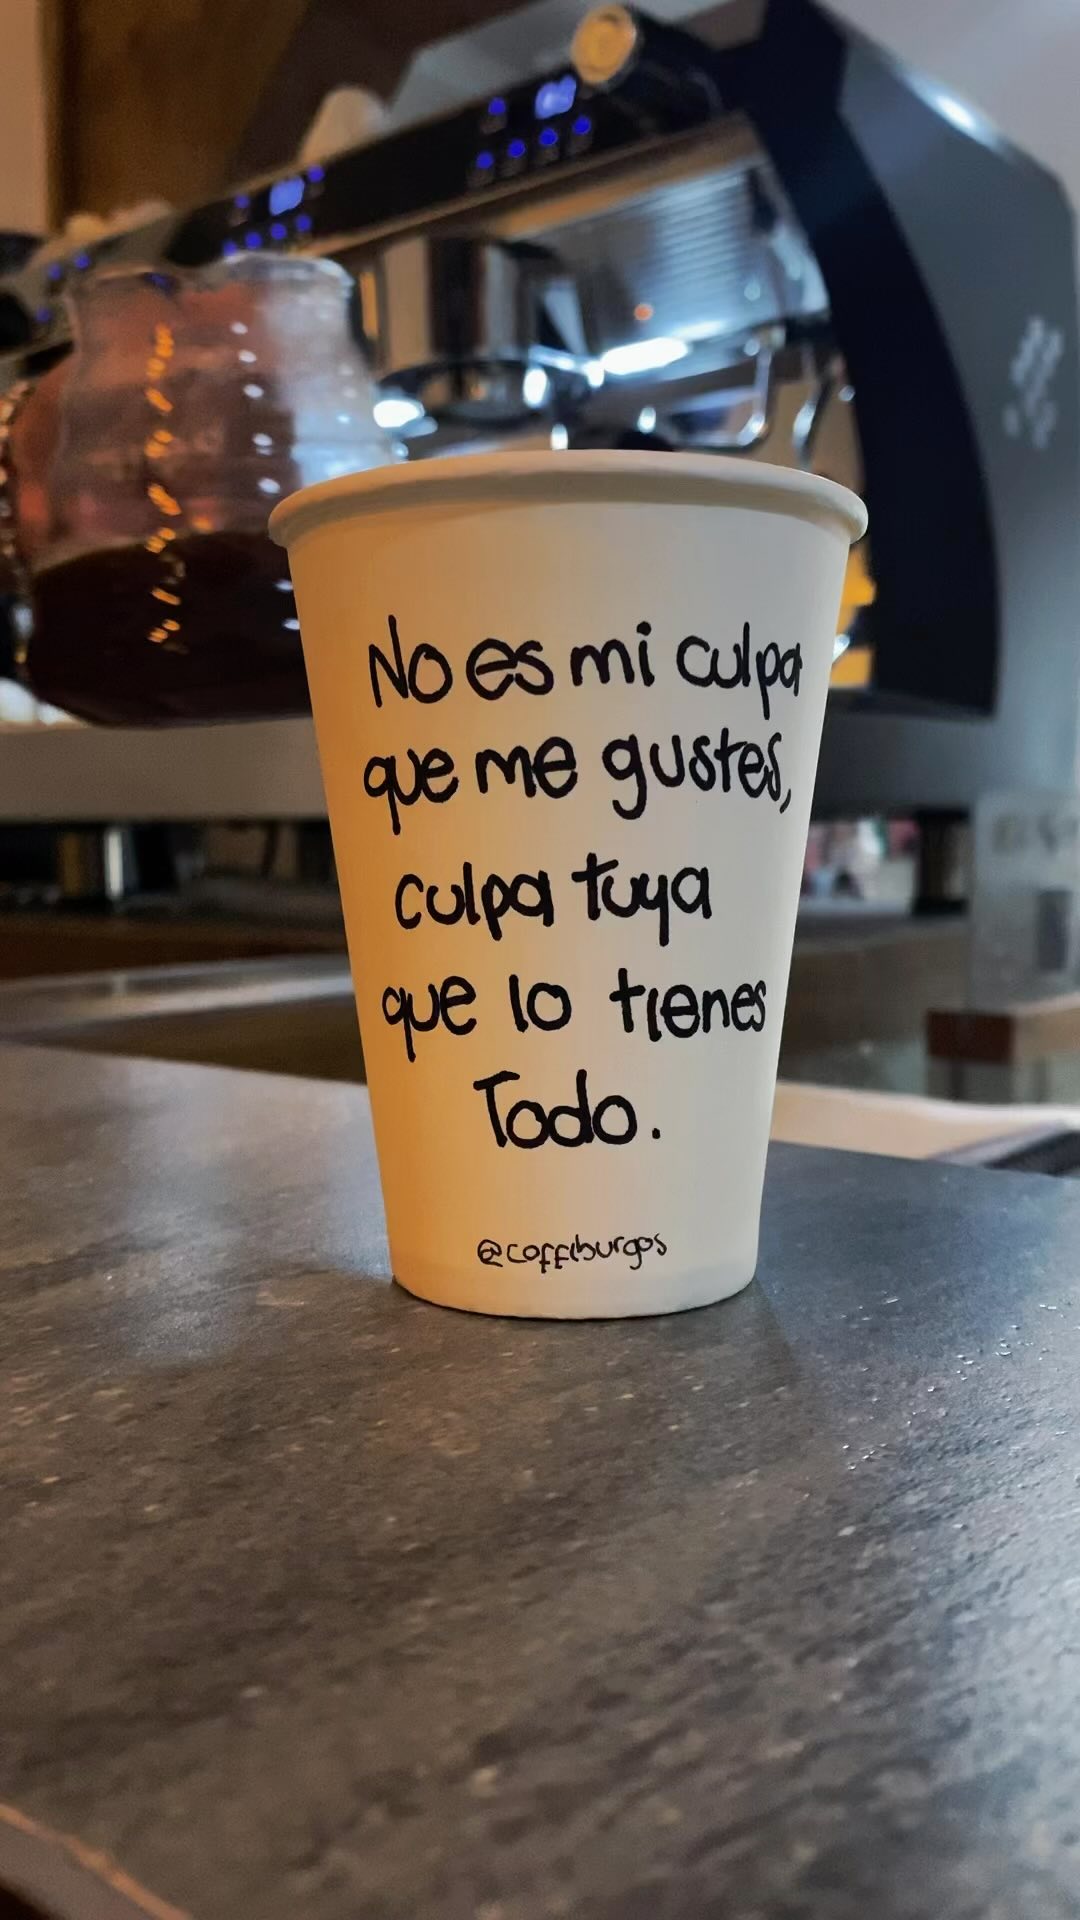 No es mi culpa
que me gustes,
culpa tuya
que lo tienes
Todo.
@coffiburgos